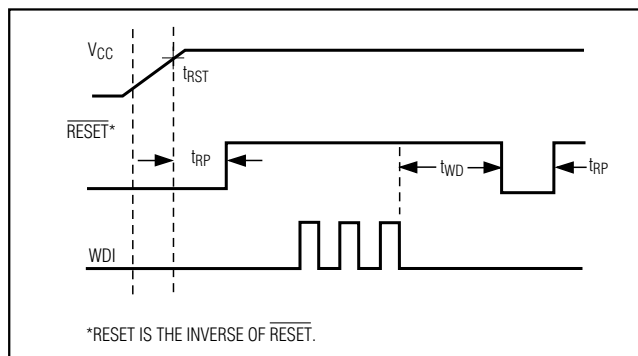 VCC
tRST
RESET*
tRP
tWD
tRP
WDI
*RESET IS THE INVERSE OF RESET.